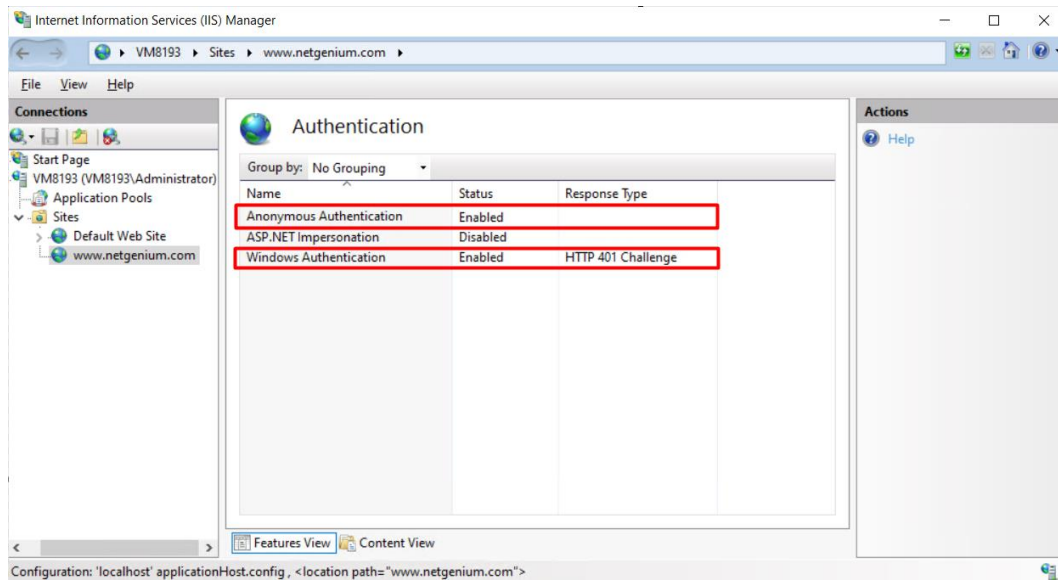 Internet Information Services (IIS) Manager
VM8193 Sites www.netgenium.com
File View Help
Connections
Start Page
VM8193 (VM8193\Administrator)
Application Pools
Sites
Default Web Site
www.netgenium.com
Authentication
Group by: No Grouping
Name Status Response Type
Anonymous Authentication Enabled
ASP.NET Impersonation Disabled
Windows Authentication Enabled HTTP 401 Challenge
Features View Content View
Actions
Help
Configuration: 'localhost' applicationHost.config , <location path="www.netgenium.com">